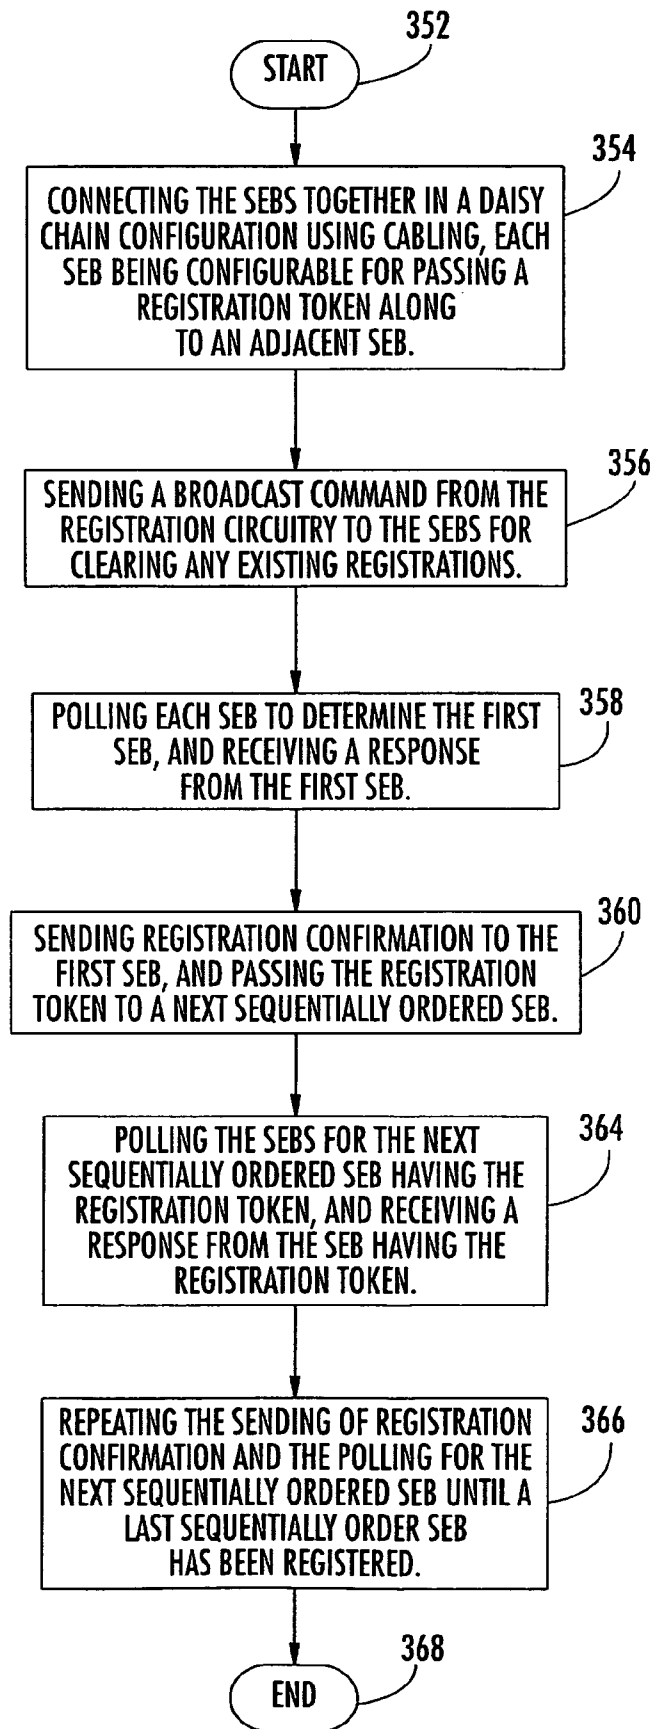 352
START
354
CONNECTING THE SEBS TOGETHER IN A DAISY
CHAIN CONFIGURATION USING CABLING, EACH
SEB BEING CONFIGURABLE FOR PASSING A
REGISTRATION TOKEN ALONG
TO AN ADJACENT SEB.
356
SENDING A BROADCAST COMMAND FROM THE
REGISTRATION CIRCUITRY TO THE SEBS FOR
CLEARING ANY EXISTING REGISTRATIONS.
358
POLLING EACH SEB TO DETERMINE THE FIRST
SEB, AND RECEIVING A RESPONSE
FROM THE FIRST SEB.
360
SENDING REGISTRATION CONFIRMATION TO THE
FIRST SEB, AND PASSING THE REGISTRATION
TOKEN TO A NEXT SEQUENTIALLY ORDERED SEB.
364
POLLING THE SEBS FOR THE NEXT
SEQUENTIALLY ORDERED SEB HAVING THE
REGISTRATION TOKEN, AND RECEIVING A
RESPONSE FROM THE SEB HAVING THE
REGISTRATION TOKEN.
366
REPEATING THE SENDING OF REGISTRATION
CONFIRMATION AND THE POLLING FOR THE
NEXT SEQUENTIALLY ORDERED SEB UNTIL A
LAST SEQUENTIALLY ORDER SEB
HAS BEEN REGISTERED.
368
END